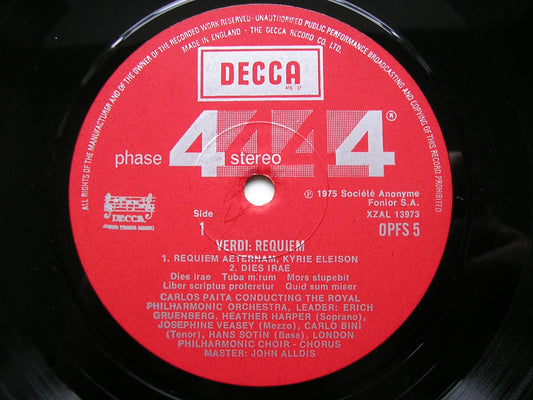 ALL RIGHTS OF THE MANUFACTURER AND OF THE OWNER OF THE RECORDED WORK RESERVED · UNAUTHORISED PUBLIC PERFORMANCE BROADCASTING AND COPYING OF THIS RECORD PROHIBITED
MADE IN ENGLAND · THE DECCA RECORD CO. LTD.
DECCA
phase 4 stereo 4 4 4 ®
℗ 1975 Société Anonyme
Fonior S.A.
XZAL 13973
OPFS 5
DECCA
Side
1
VERDI: REQUIEM
1. REQUIEM AETERNAM, KYRIE ELEISON
2. DIES IRAE
Dies irae Tuba mirum Mors stupebit
Liber scriptus proferetur Quid sum miser
CARLOS PAITA CONDUCTING THE ROYAL
PHILHARMONIC ORCHESTRA, LEADER: ERICH
GRUENBERG. HEATHER HARPER (Soprano),
JOSEPHINE VEASEY (Mezzo), CARLO BINI
(Tenor), HANS SOTIN (Bass). LONDON
PHILHARMONIC CHOIR - CHORUS
MASTER: JOHN ALLDIS